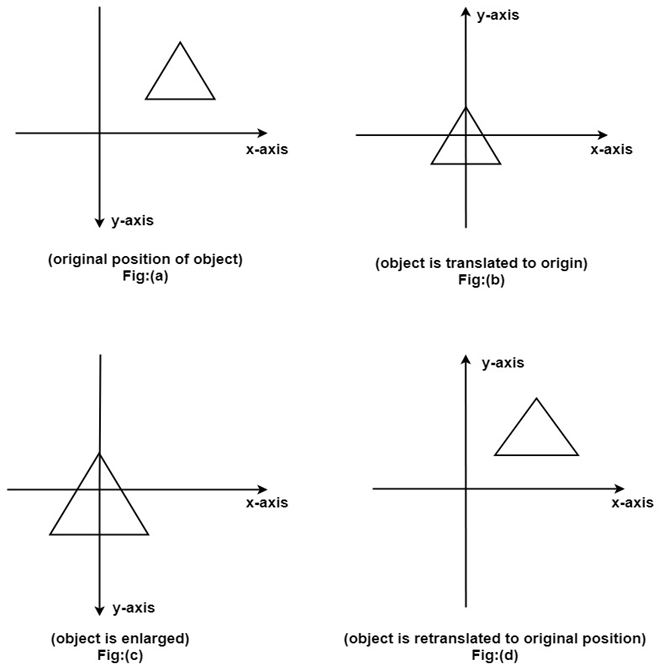 x-axis
y-axis
(original position of object)
Fig:(a)
y-axis
x-axis
(object is translated to origin)
Fig:(b)
x-axis
y-axis
(object is enlarged)
Fig:(c)
y-axis
x-axis
(object is retranslated to original position)
Fig:(d)